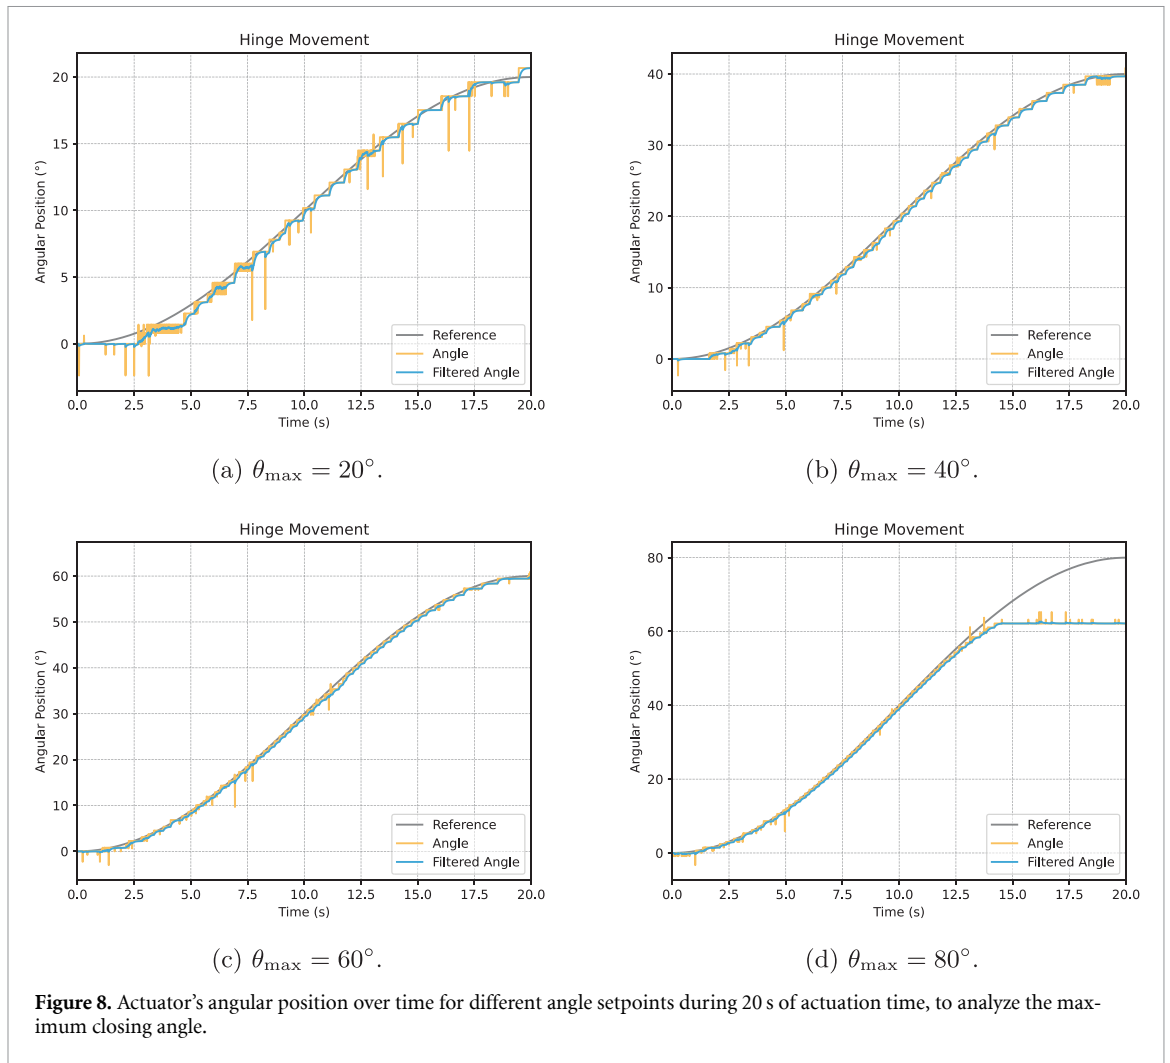 Hinge Movement
20
15
10
5
0
Angular Position (°)
Reference
Angle
Filtered Angle
0.0 2.5 5.0 7.5 10.0 12.5 15.0 17.5 20.0
Time (s)
(a) θmax = 20°.
Hinge Movement
40
30
20
10
0
Angular Position (°)
Reference
Angle
Filtered Angle
0.0 2.5 5.0 7.5 10.0 12.5 15.0 17.5 20.0
Time (s)
(b) θmax = 40°.
Hinge Movement
60
50
40
30
20
10
0
Angular Position (°)
Reference
Angle
Filtered Angle
0.0 2.5 5.0 7.5 10.0 12.5 15.0 17.5 20.0
Time (s)
(c) θmax = 60°.
Hinge Movement
80
60
40
20
0
Angular Position (°)
Reference
Angle
Filtered Angle
0.0 2.5 5.0 7.5 10.0 12.5 15.0 17.5 20.0
Time (s)
(d) θmax = 80°.
Figure 8. Actuator's angular position over time for different angle setpoints during 20 s of actuation time, to analyze the max-
imum closing angle.